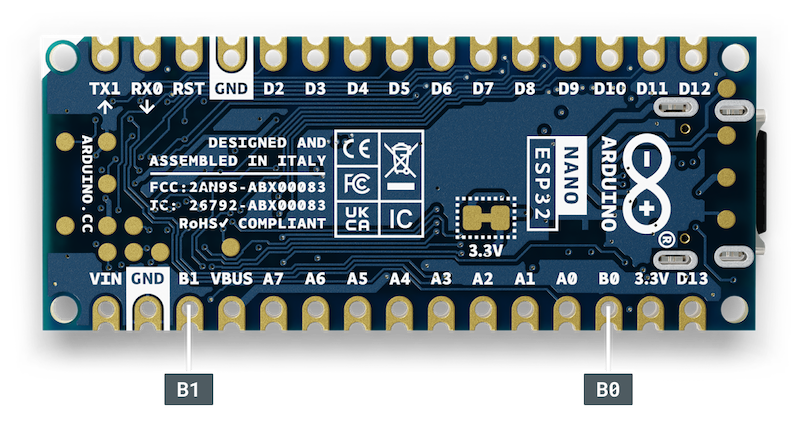 TX1 RX0 RST GND D2 D3 D4 D5 D6 D7 D8 D9 D10 D11 D12
DESIGNED AND
ASSEMBLED IN ITALY
FCC:2AN9S-ABX00083
IC: 26792-ABX00083
RoHS✓ COMPLIANT
CE
FC
UK
CA
IC
ARDUINO.CC
3.3V
NANO
ESP32
ARDUINO
®
VIN GND B1 VBUS A7 A6 A5 A4 A3 A2 A1 A0 B0 3.3V D13
B1
B0